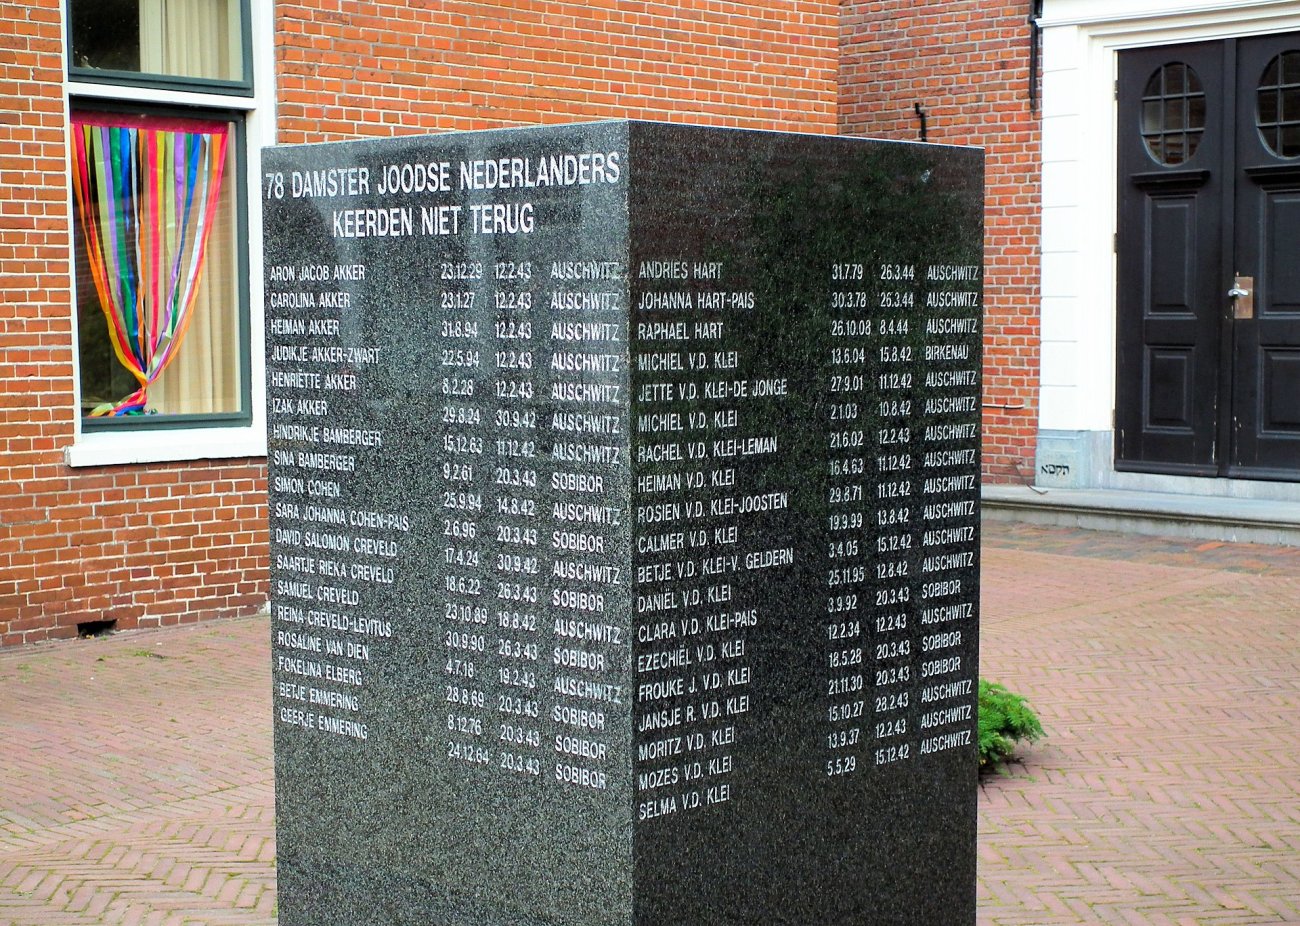 78 DAMSTER JOODSE NEDERLANDERS
KEERDEN NIET TERUG
ARON JACOB AKKER 23.12.29 12.2.43 AUSCHWITZ
CAROLINA AKKER 23.1.27 12.2.43 AUSCHWITZ
HEIMAN AKKER 31.8.94 12.2.43 AUSCHWITZ
JUDIKJE AKKER-ZWART 22.5.94 12.2.43 AUSCHWITZ
HENRIETTE AKKER 8.2.28 12.2.43 AUSCHWITZ
IZAK AKKER 29.8.24 30.9.42 AUSCHWITZ
HINDRIKJE BAMBERGER 15.12.63 11.12.42 AUSCHWITZ
SINA BAMBERGER 9.2.61 20.3.43 SOBIBOR
SIMON COHEN 25.9.94 14.8.42 AUSCHWITZ
SARA JOHANNA COHEN-PAIS 2.6.96 20.3.43 SOBIBOR
DAVID SALOMON CREVELD 17.4.24 30.9.42 AUSCHWITZ
SAARTJE RIEKA CREVELD 18.6.22 26.3.43 SOBIBOR
SAMUEL CREVELD 23.10.89 18.8.42 AUSCHWITZ
REINA CREVELD-LEVITUS 30.9.90 26.3.43 SOBIBOR
ROSALINE VAN DIEN 4.7.18 19.2.43 AUSCHWITZ
FOKELINA ELBERG 28.8.69 20.3.43 SOBIBOR
BETJE EMMERING 8.12.76 20.3.43 SOBIBOR
GEERJE EMMERING 24.12.64 20.3.43 SOBIBOR
ANDRIES HART 31.7.79 26.3.44 AUSCHWITZ
JOHANNA HART-PAIS 30.3.78 26.3.44 AUSCHWITZ
RAPHAEL HART 26.10.08 8.4.44 AUSCHWITZ
MICHIEL V.D. KLEI 13.6.04 15.8.42 BIRKENAU
JETTE V.D. KLEI-DE JONGE 27.9.01 11.12.42 AUSCHWITZ
MICHIEL V.D. KLEI 2.1.03 10.8.42 AUSCHWITZ
RACHEL V.D. KLEI-LEMAN 21.6.02 12.2.43 AUSCHWITZ
HEIMAN V.D. KLEI 16.4.63 11.12.42 AUSCHWITZ
ROSIEN V.D. KLEI-JOOSTEN 29.8.71 11.12.42 AUSCHWITZ
CALMER V.D. KLEI 19.9.99 13.8.42 AUSCHWITZ
BETJE V.D. KLEI-V. GELDERN 3.4.05 15.12.42 AUSCHWITZ
DANIËL V.D. KLEI 25.11.95 12.8.42 AUSCHWITZ
CLARA V.D. KLEI-PAIS 3.9.92 20.3.43 SOBIBOR
EZECHIËL V.D. KLEI 12.2.34 12.2.43 AUSCHWITZ
FROUKE J. V.D. KLEI 18.5.28 20.3.43 SOBIBOR
JANSJE R. V.D. KLEI 21.11.30 20.3.43 SOBIBOR
MORITZ V.D. KLEI 15.10.27 28.2.43 AUSCHWITZ
MOZES V.D. KLEI 13.9.37 12.2.43 AUSCHWITZ
SELMA V.D. KLEI 5.5.29 15.12.42 AUSCHWITZ
תקסא